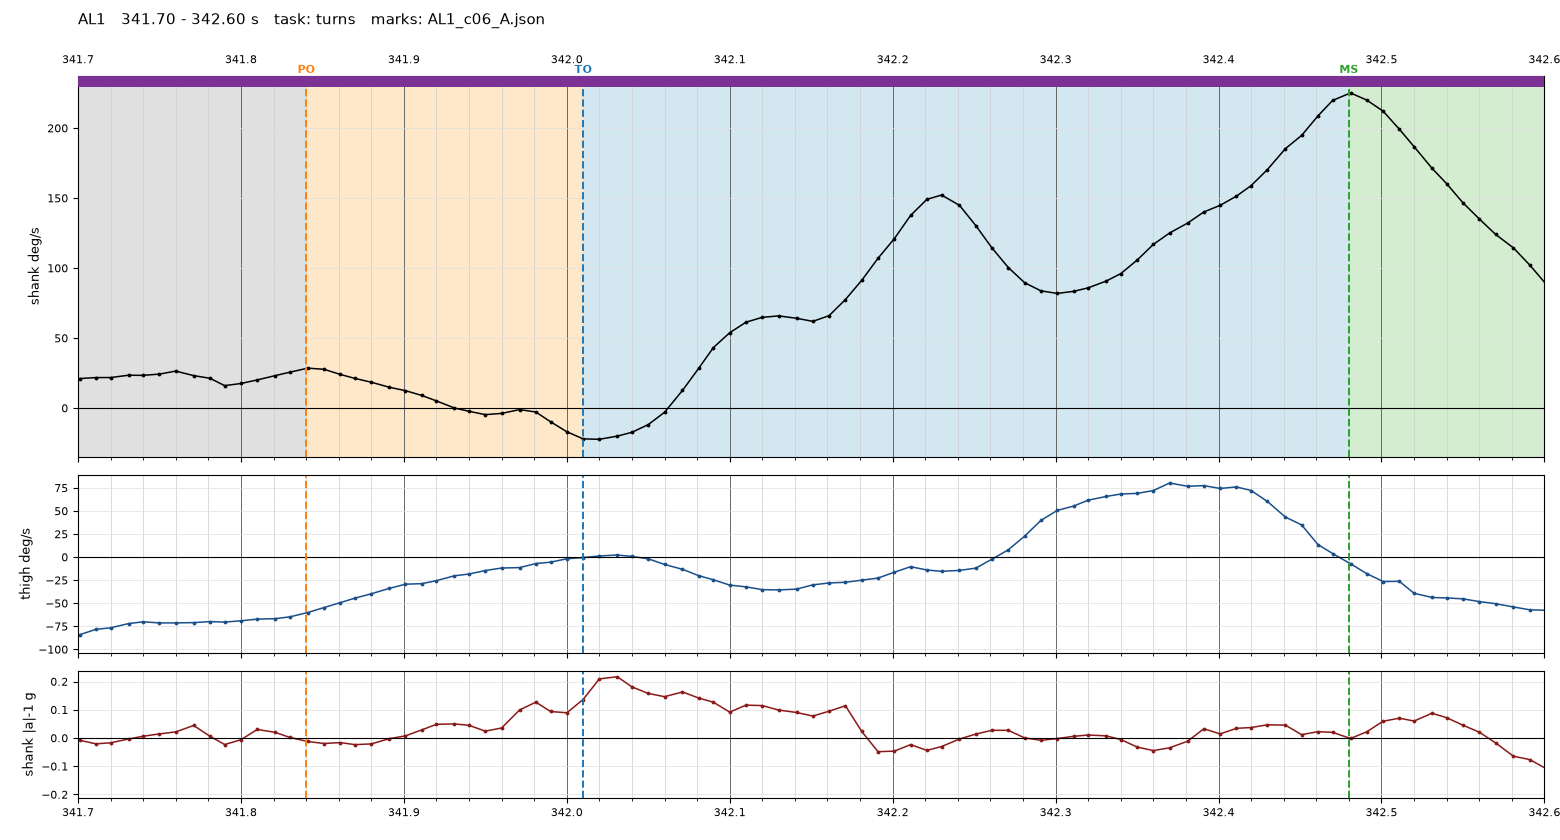 AL1   341.70 - 342.60 s   task: turns   marks: AL1_c06_A.json
341.7 341.8 341.9 342.0 342.1 342.2 342.3 342.4 342.5 342.6
PO TO MS
shank deg/s
200
150
100
50
0
thigh deg/s
75
50
25
0
−25
−50
−75
−100
shank |a|-1 g
0.2
0.1
0.0
−0.1
−0.2
341.7 341.8 341.9 342.0 342.1 342.2 342.3 342.4 342.5 342.6